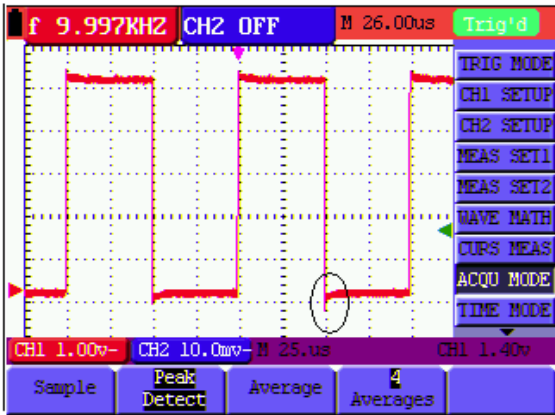 f 9.997KHZ CH2 OFF M 26.00us Trig'd
TRIG MODE
CH1 SETUP
CH2 SETUP
MEAS SET1
MEAS SET2
WAVE MATH
CURS MEAS
ACQU MODE
TIME MODE
CH1 1.00v- CH2 10.0mv- M 25.us CH1 1.40v
Sample Peak Detect Average 4 Averages